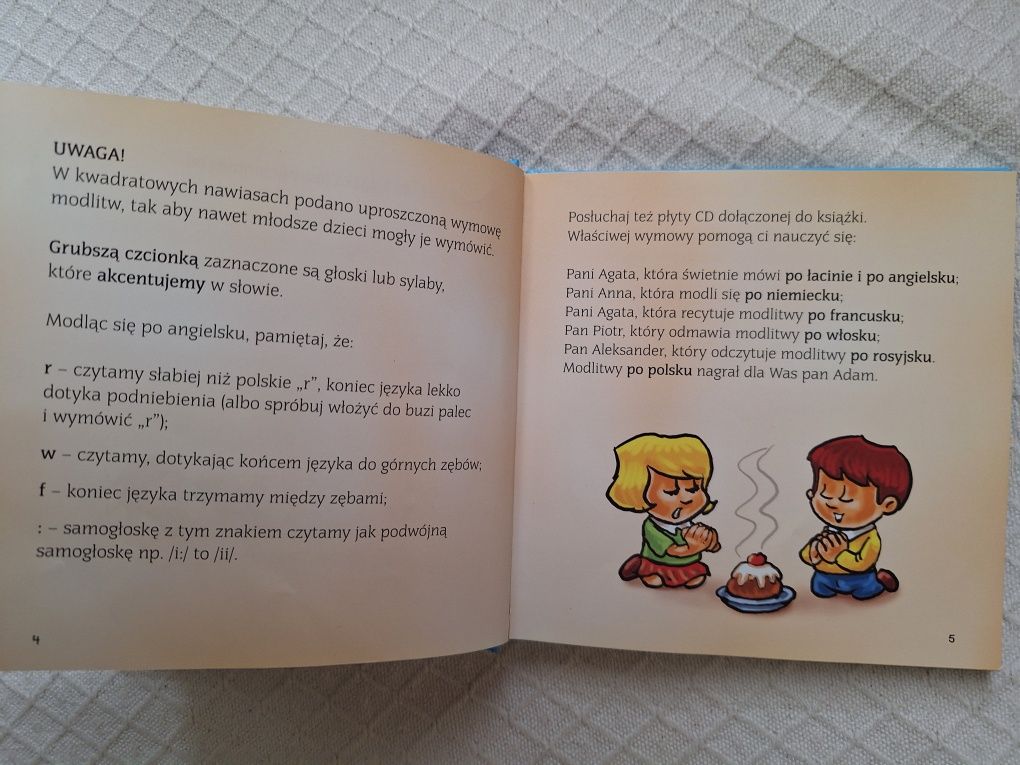 UWAGA!
W kwadratowych nawiasach podano uproszczoną wymowę
modlitw, tak aby nawet młodsze dzieci mogły je wymówić.
Grubszą czcionką zaznaczone są głoski lub sylaby,
które akcentujemy w słowie.
Modląc się po angielsku, pamiętaj, że:
r – czytamy słabiej niż polskie „r”, koniec języka lekko
dotyka podniebienia (albo spróbuj włożyć do buzi palec
i wymówić „r”);
w – czytamy, dotykając końcem języka do górnych zębów;
f – koniec języka trzymamy między zębami;
: – samogłoskę z tym znakiem czytamy jak podwójną
samogłoskę np. /i:/ to /ii/.
4
Posłuchaj też płyty CD dołączonej do książki.
Właściwej wymowy pomogą ci nauczyć się:
Pani Agata, która świetnie mówi po łacinie i po angielsku;
Pani Anna, która modli się po niemiecku;
Pani Agata, która recytuje modlitwy po francusku;
Pan Piotr, który odmawia modlitwy po włosku;
Pan Aleksander, który odczytuje modlitwy po rosyjsku.
Modlitwy po polsku nagrał dla Was pan Adam.
5